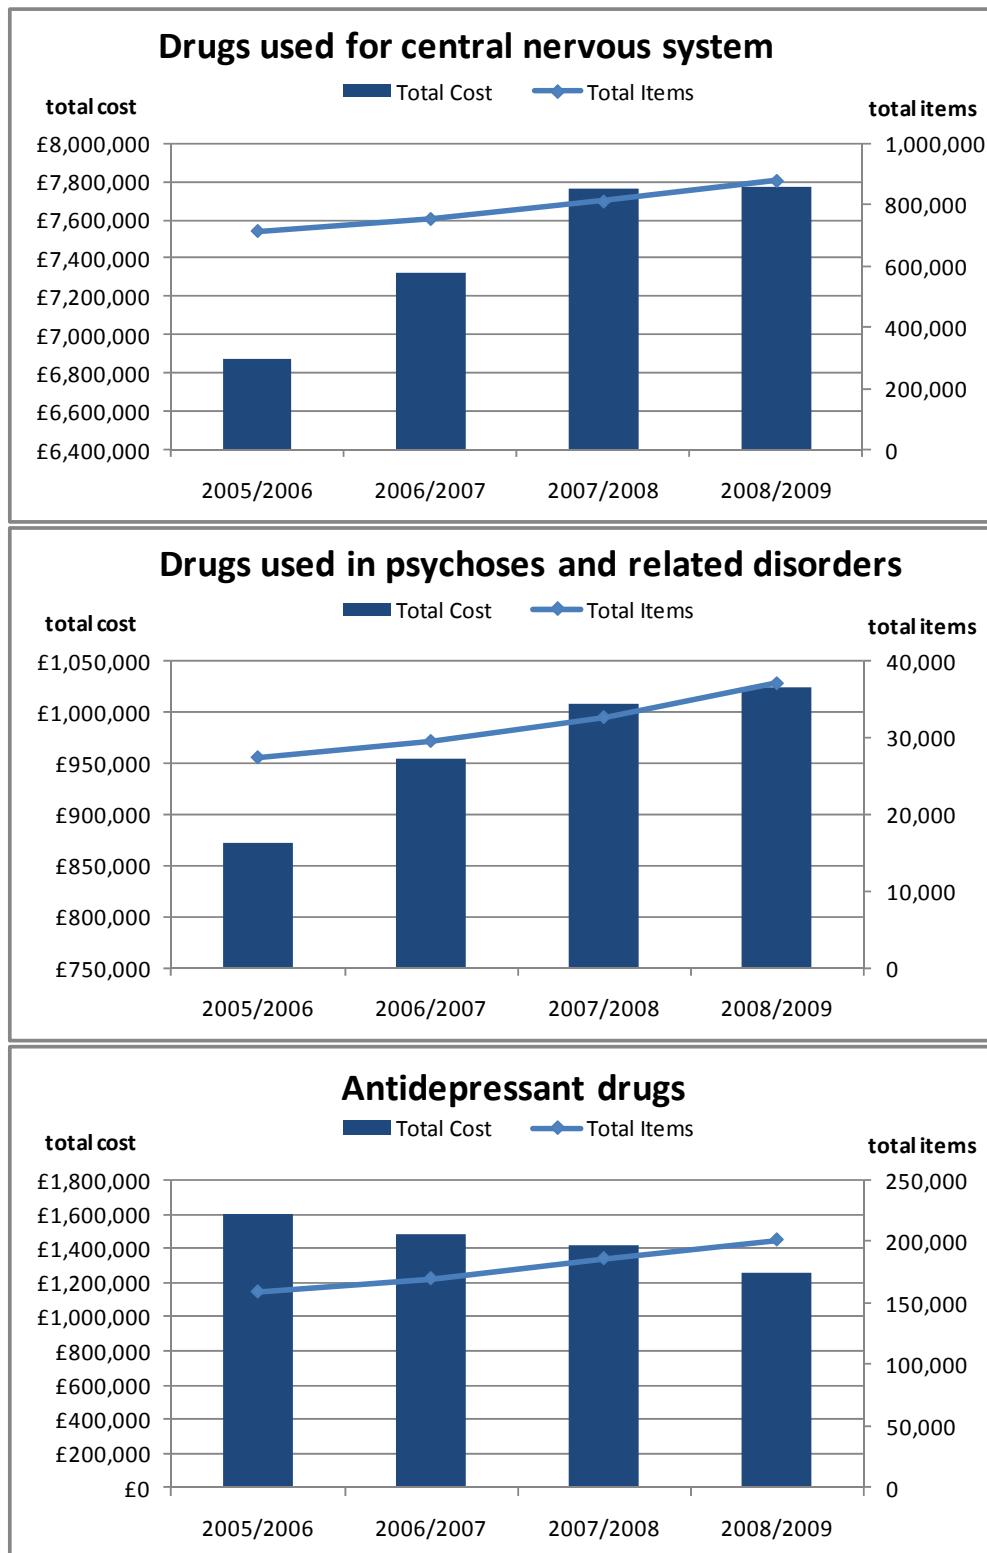 Drugs used for central nervous system
Total Cost Total Items
total cost total items
£8,000,000 1,000,000
£7,800,000
£7,600,000 800,000
£7,400,000
£7,200,000 600,000
£7,000,000 400,000
£6,800,000
£6,600,000 200,000
£6,400,000 0
2005/2006 2006/2007 2007/2008 2008/2009
Drugs used in psychoses and related disorders
Total Cost Total Items
total cost total items
£1,050,000 40,000
£1,000,000
£950,000 30,000
£900,000 20,000
£850,000
£800,000 10,000
£750,000 0
2005/2006 2006/2007 2007/2008 2008/2009
Antidepressant drugs
Total Cost Total Items
total cost total items
£1,800,000 250,000
£1,600,000
£1,400,000 200,000
£1,200,000
£1,000,000 150,000
£800,000 100,000
£600,000
£400,000 50,000
£200,000
£0 0
2005/2006 2006/2007 2007/2008 2008/2009